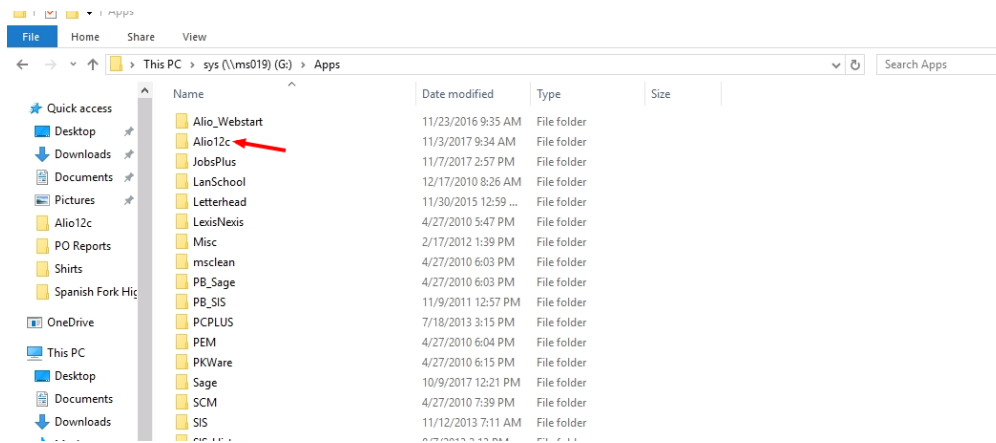 Apps
File Home Share View
This PC > sys (\\ms019) (G:) > Apps
Search Apps
Name Date modified Type Size
Quick access
Desktop
Downloads
Documents
Pictures
Alio12c
PO Reports
Shirts
Spanish Fork Hig
OneDrive
This PC
Desktop
Documents
Downloads
Alio_Webstart 11/23/2016 9:35 AM File folder
Alio12c 11/3/2017 9:34 AM File folder
JobsPlus 11/7/2017 2:57 PM File folder
LanSchool 12/17/2010 8:26 AM File folder
Letterhead 11/30/2015 12:59 ... File folder
LexisNexis 4/27/2010 5:47 PM File folder
Misc 2/17/2012 1:39 PM File folder
msclean 4/27/2010 6:03 PM File folder
PB_Sage 4/27/2010 6:03 PM File folder
PB_SIS 11/9/2011 12:57 PM File folder
PCPLUS 7/18/2013 3:15 PM File folder
PEM 4/27/2010 6:04 PM File folder
PKWare 4/27/2010 6:15 PM File folder
Sage 10/9/2017 12:21 PM File folder
SCM 4/27/2010 7:39 PM File folder
SIS 11/12/2013 7:11 AM File folder